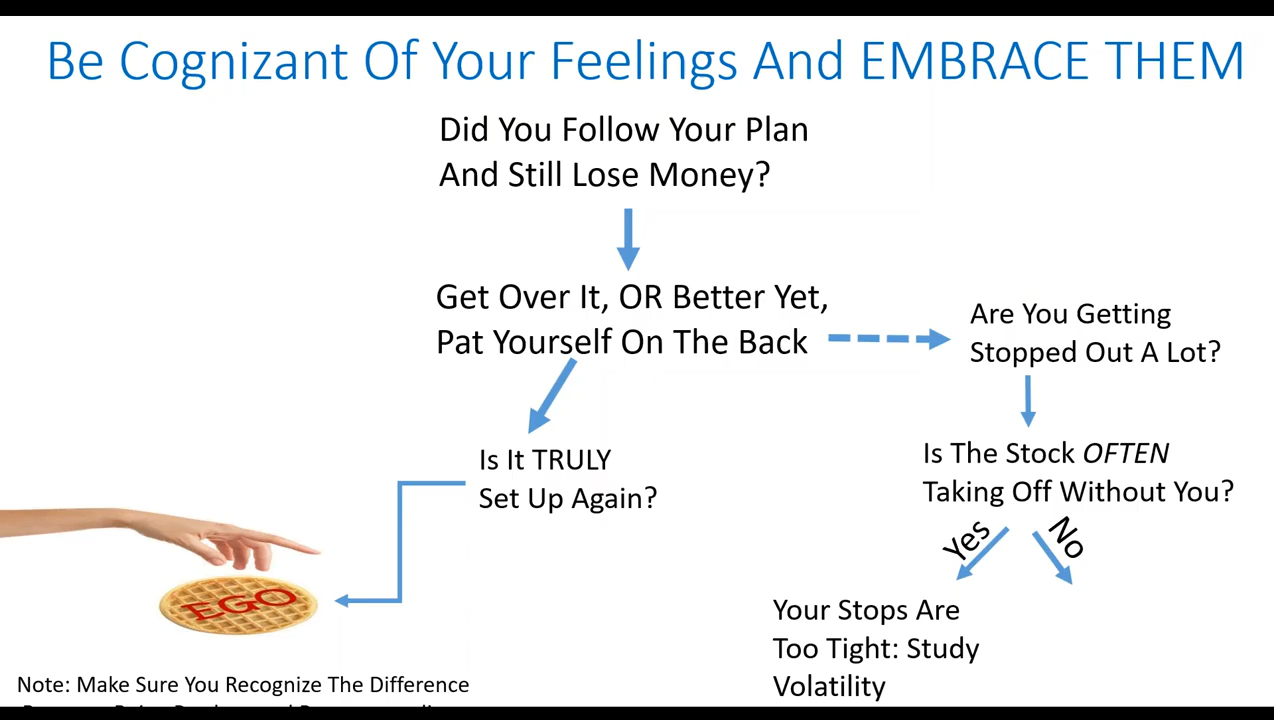 Be Cognizant Of Your Feelings And EMBRACE THEM
Did You Follow Your Plan
And Still Lose Money?
Get Over It, OR Better Yet,
Pat Yourself On The Back
Are You Getting
Stopped Out A Lot?
Is It TRULY
Set Up Again?
Is The Stock OFTEN
Taking Off Without You?
Yes
No
EGO
Your Stops Are
Too Tight: Study
Volatility
Note: Make Sure You Recognize The Difference